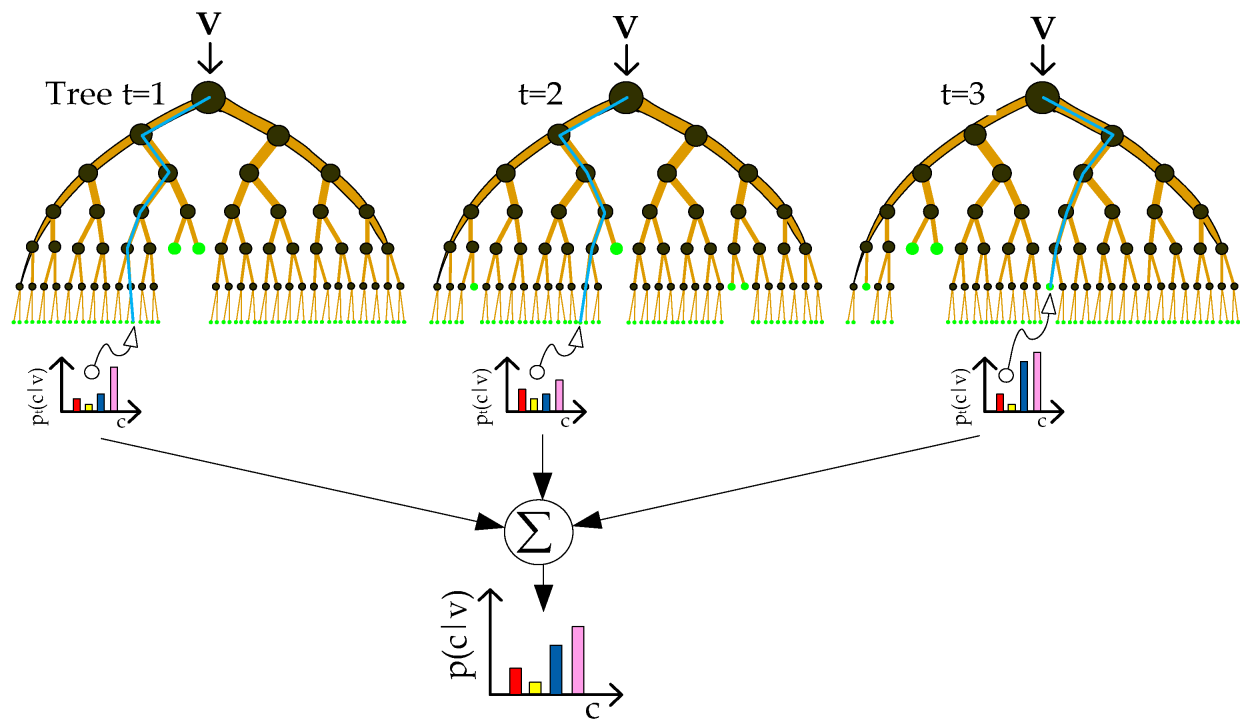 v v v
Tree t=1 t=2 t=3
pₜ(c|v) c pₜ(c|v) c pₜ(c|v) c
Σ
p(c|v)
c